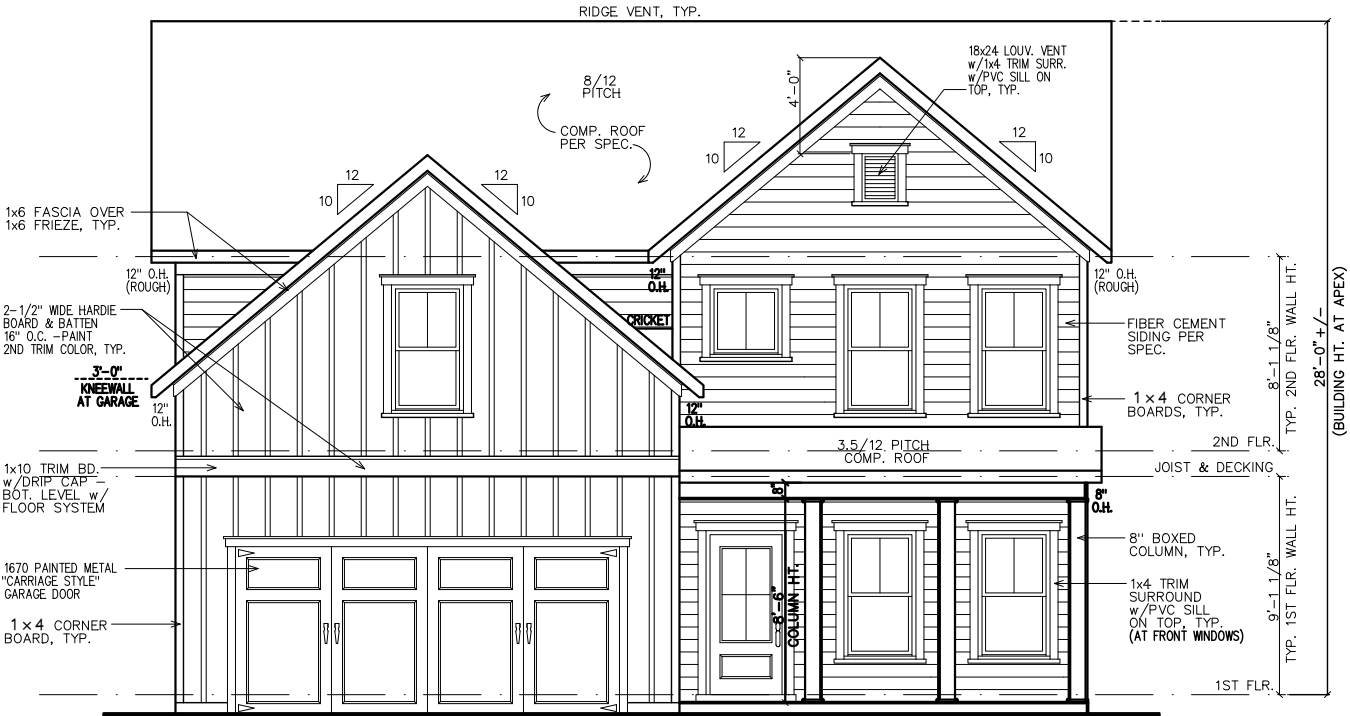 RIDGE VENT, TYP.
18x24 LOUV. VENT
w/1x4 TRIM SURR.
w/PVC SILL ON
TOP, TYP.
4'-0"
8/12
PITCH
COMP. ROOF
PER SPEC.
12
10
12
10
12
10
12
10
1x6 FASCIA OVER
1x6 FRIEZE, TYP.
12" O.H.
(ROUGH)
12"
O.H.
12" O.H.
(ROUGH)
2-1/2" WIDE HARDIE
BOARD & BATTEN
16" O.C. -PAINT
2ND TRIM COLOR, TYP.
CRICKET
FIBER CEMENT
SIDING PER
SPEC.
3'-0"
KNEEWALL
AT GARAGE
12"
O.H.
12"
O.H.
1 x 4 CORNER
BOARDS, TYP.
8'-1 1/8"
TYP. 2ND FLR. WALL HT.
28'-0"+/-
(BUILDING HT. AT APEX)
3.5/12 PITCH
COMP. ROOF
2ND FLR.
JOIST & DECKING
1x10 TRIM BD.
w/DRIP CAP -
BOT. LEVEL w/
FLOOR SYSTEM
8"
8"
O.H.
8" BOXED
COLUMN, TYP.
1670 PAINTED METAL
"CARRIAGE STYLE"
GARAGE DOOR
8'-6"
COLUMN HT.
1x4 TRIM
SURROUND
w/PVC SILL
ON TOP, TYP.
(AT FRONT WINDOWS)
9'-1 1/8"
TYP. 1ST FLR. WALL HT.
1 x 4 CORNER
BOARD, TYP.
1ST FLR.